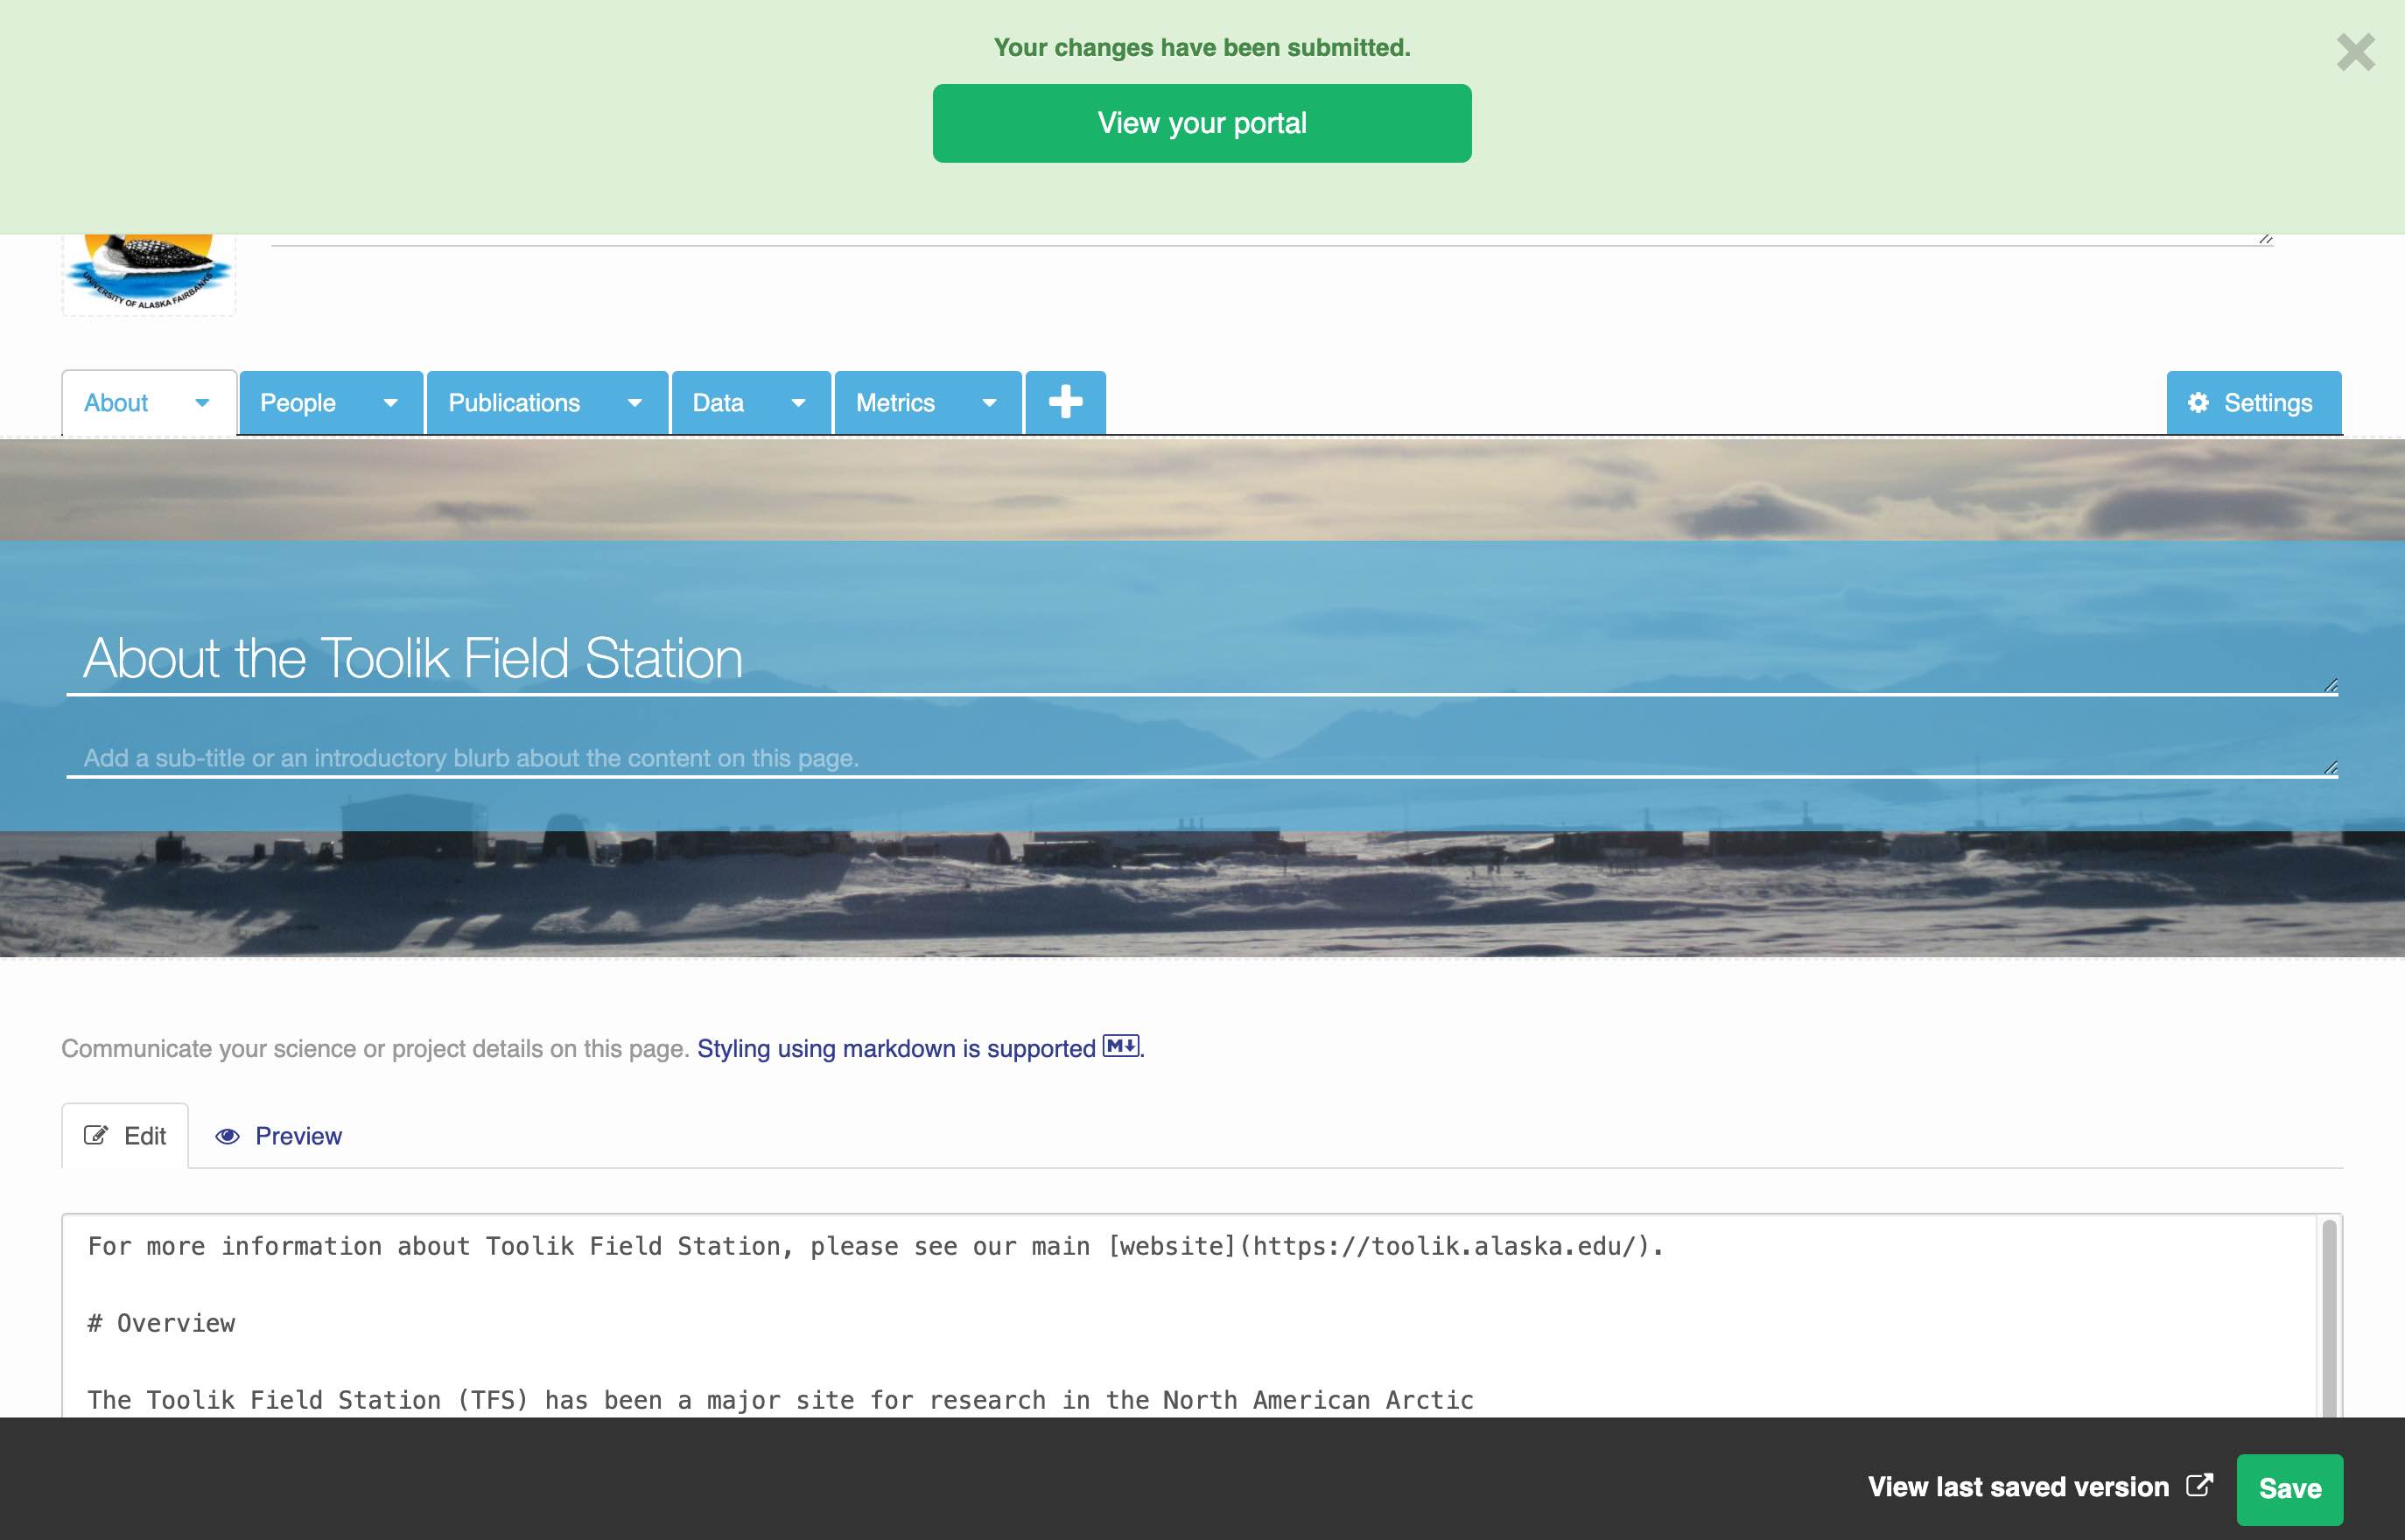 Your changes have been submitted.
View your portal
UNIVERSITY OF ALASKA FAIRBANKS
About
People
Publications
Data
Metrics
Settings
About the Toolik Field Station
Add a sub-title or an introductory blurb about the content on this page.
Communicate your science or project details on this page. Styling using markdown is supported M↓.
Edit
Preview
For more information about Toolik Field Station, please see our main [website](https://toolik.alaska.edu/).
# Overview
The Toolik Field Station (TFS) has been a major site for research in the North American Arctic
View last saved version
Save